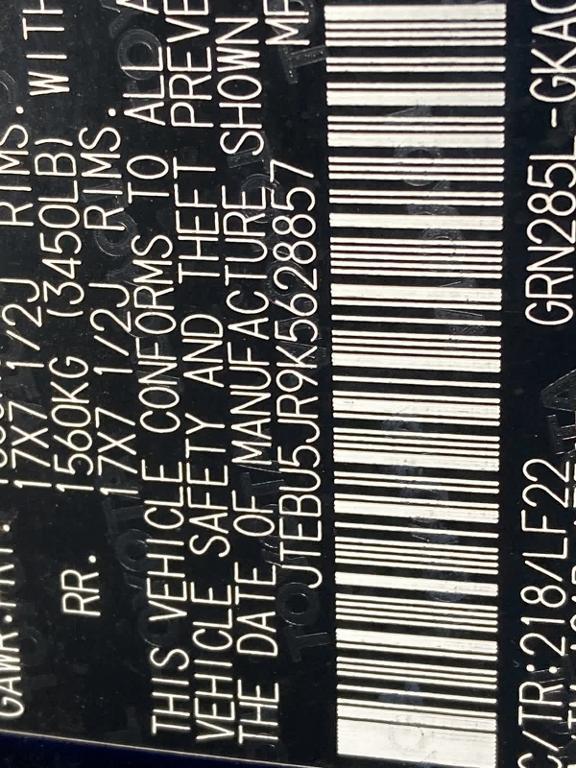 GAWR:FRT.
17X7 1/2J RIMS.
RR. 1560KG (3450LB) WITH
17X7 1/2J RIMS.
THIS VEHICLE CONFORMS TO ALL
VEHICLE SAFETY AND THEFT PREVE
THE DATE OF MANUFACTURE SHOWN
JTEBU5JR9K5628857 MP
C/TR:218/LF22 GRN285L-GKA